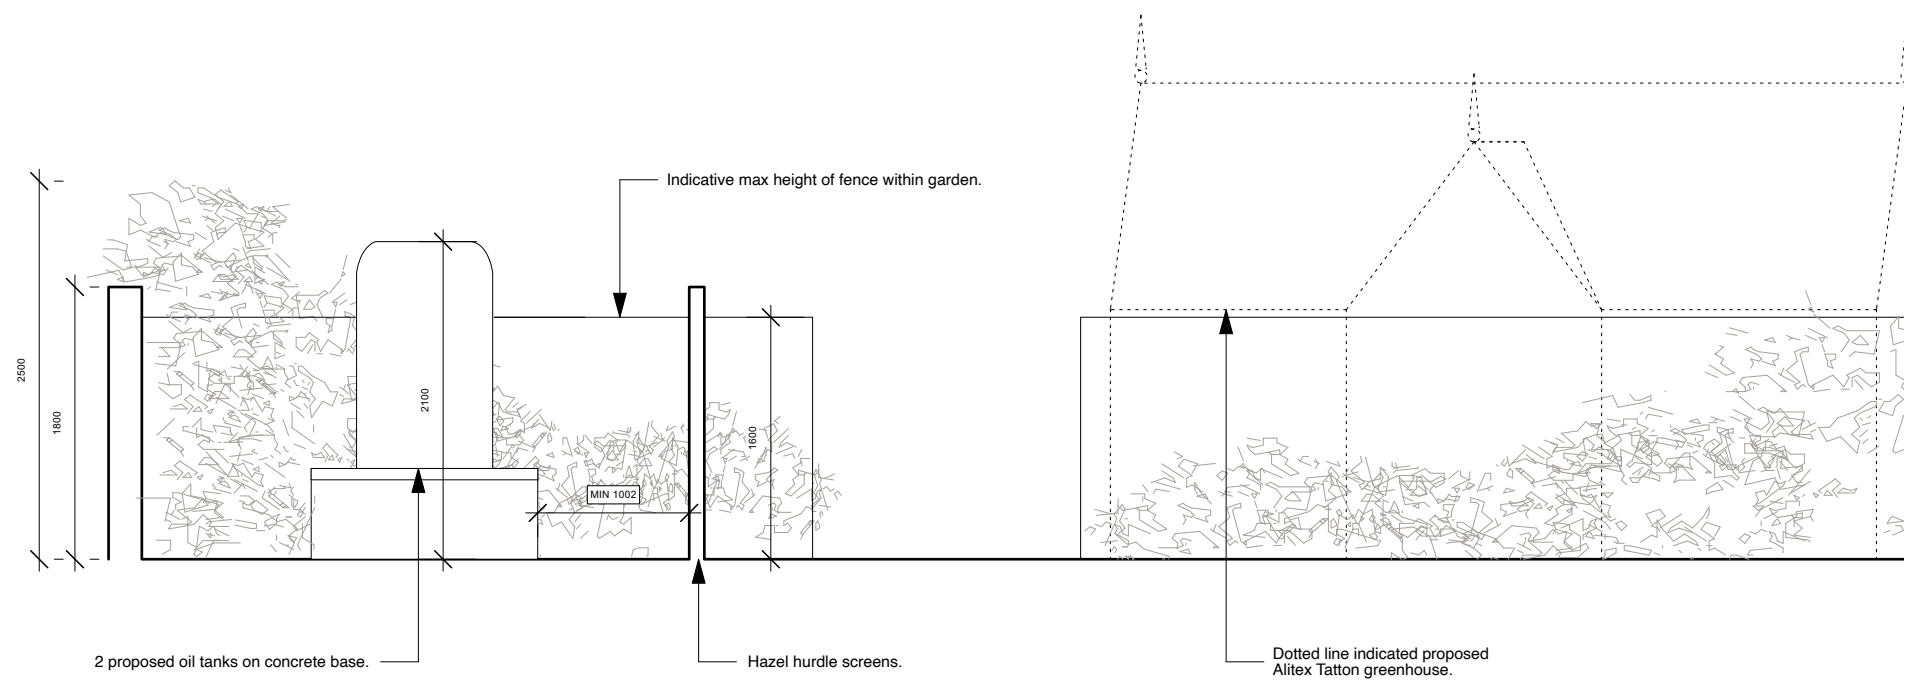 Indicative max height of fence within garden.
2500
1800
2100
1600
MIN 1002
2 proposed oil tanks on concrete base.
Hazel hurdle screens.
Dotted line indicated proposed
Alitex Tatton greenhouse.